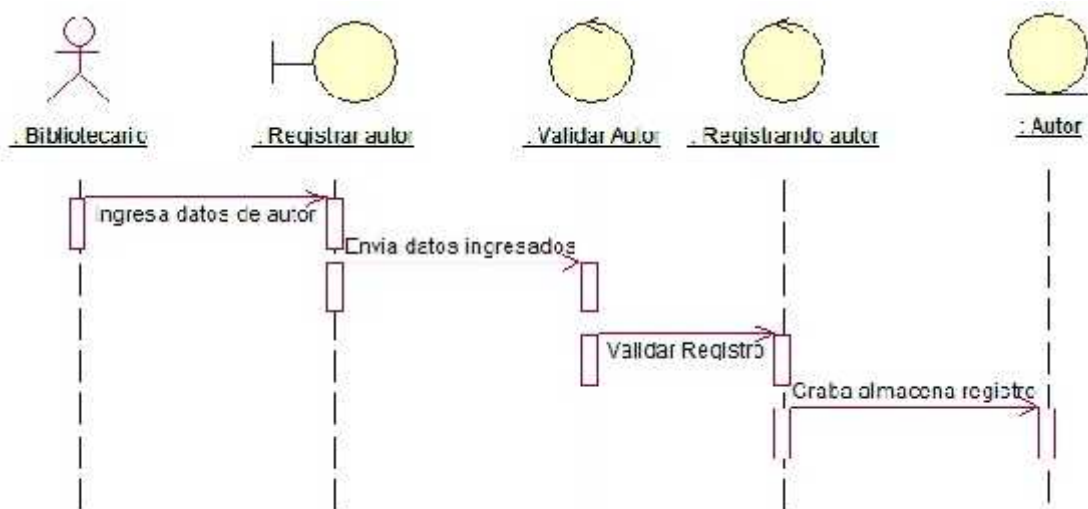 : Bibliotecario
: Registrar autor
: Validar Autor
: Registrando autor
: Autor
Ingresa datos de autor
Envia datos ingresados
Validar Registro
Graba almacena registro